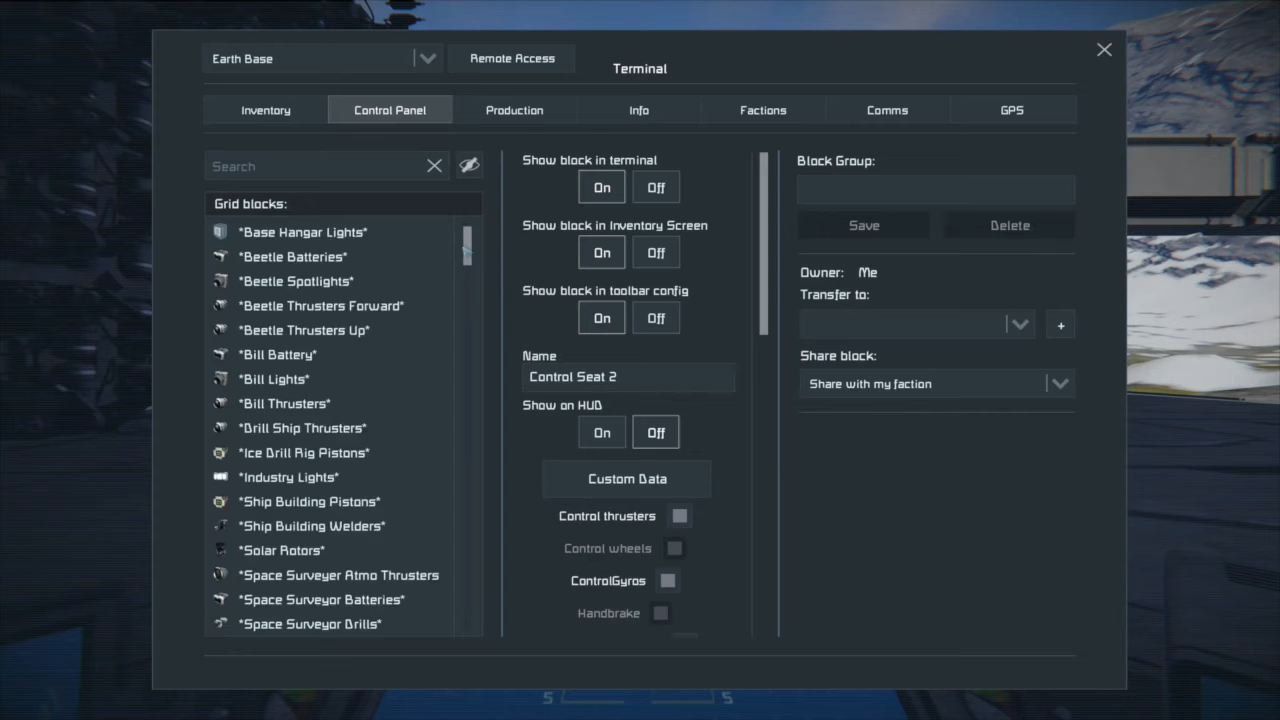 Earth Base
Remote Access
Terminal
Inventory
Control Panel
Production
Info
Factions
Comms
GPS
Search
Grid blocks:
*Base Hangar Lights*
*Beetle Batteries*
*Beetle Spotlights*
*Beetle Thrusters Forward*
*Beetle Thrusters Up*
*Bill Battery*
*Bill Lights*
*Bill Thrusters*
*Drill Ship Thrusters*
*Ice Drill Rig Pistons*
*Industry Lights*
*Ship Building Pistons*
*Ship Building Welders*
*Solar Rotors*
*Space Surveyer Atmo Thrusters
*Space Surveyor Batteries*
*Space Surveyor Drills*
Show block in terminal
On Off
Show block in Inventory Screen
On Off
Show block in toolbar config
On Off
Name
Control Seat 2
Show on HUD
On Off
Custom Data
Control thrusters
Control wheels
ControlGyros
Handbrake
Block Group:
Save Delete
Owner: Me
Transfer to:
+
Share block:
Share with my faction
5 5